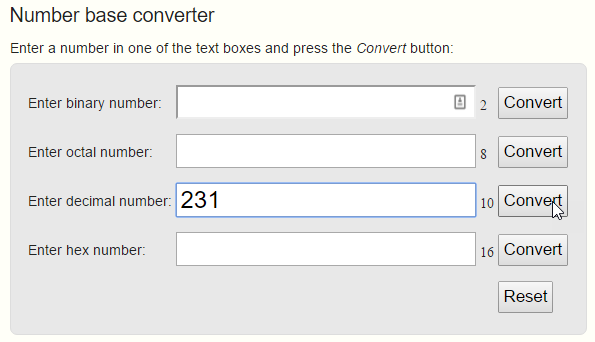 Number base converter
Enter a number in one of the text boxes and press the Convert button:
Enter binary number: 2 Convert
Enter octal number: 8 Convert
Enter decimal number: 231 10 Convert
Enter hex number: 16 Convert
Reset